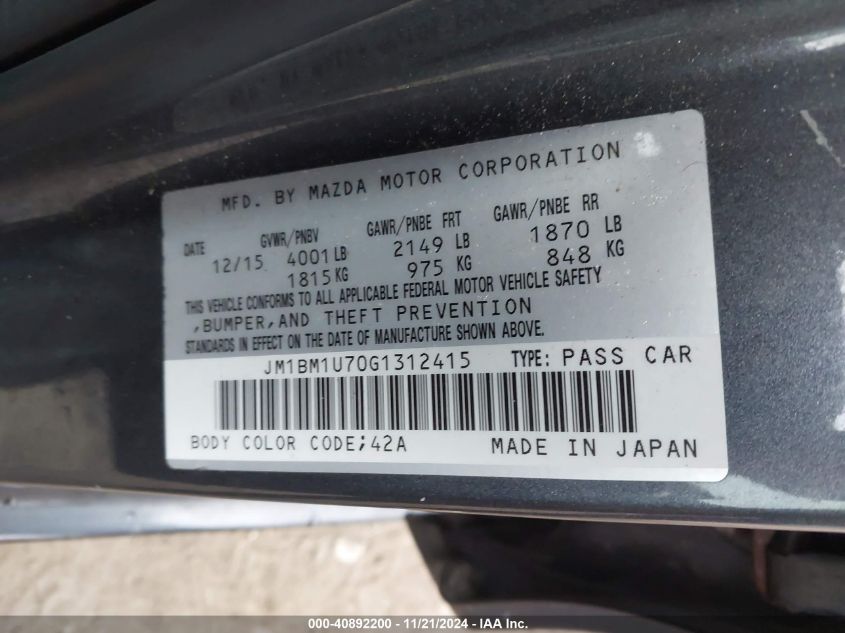 MFD. BY MAZDA MOTOR CORPORATION
DATE GVWR/PNBV GAWR/PNBE FRT GAWR/PNBE RR
12/15 4001 LB 2149 LB 1870 LB
1815 KG 975 KG 848 KG
THIS VEHICLE CONFORMS TO ALL APPLICABLE FEDERAL MOTOR VEHICLE SAFETY
,BUMPER,AND THEFT PREVENTION
STANDARDS IN EFFECT ON THE DATE OF MANUFACTURE SHOWN ABOVE.
JM1BM1U70G1312415 TYPE: PASS CAR
BODY COLOR CODE;42A MADE IN JAPAN
000-40892200 - 11/21/2024 - IAA Inc.